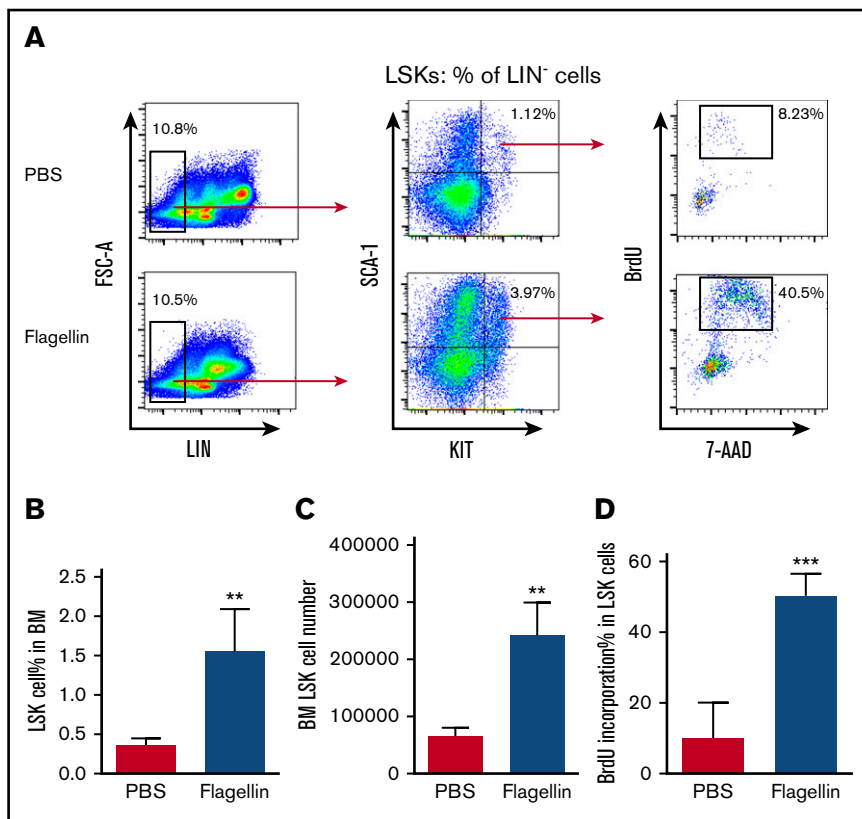 A
LSKs: % of LIN⁻ cells
PBS
10.8%
1.12%
8.23%
Flagellin
10.5%
3.97%
40.5%
FSC-A
SCA-1
BrdU
LIN
KIT
7-AAD
B
LSK cell% in BM
2.5
2.0
1.5
1.0
0.5
0.0
**
PBS
Flagellin
C
BM LSK cell number
400000
300000
200000
100000
0
**
PBS
Flagellin
D
BrdU incorporation% in LSK cells
60
40
20
0
***
PBS
Flagellin